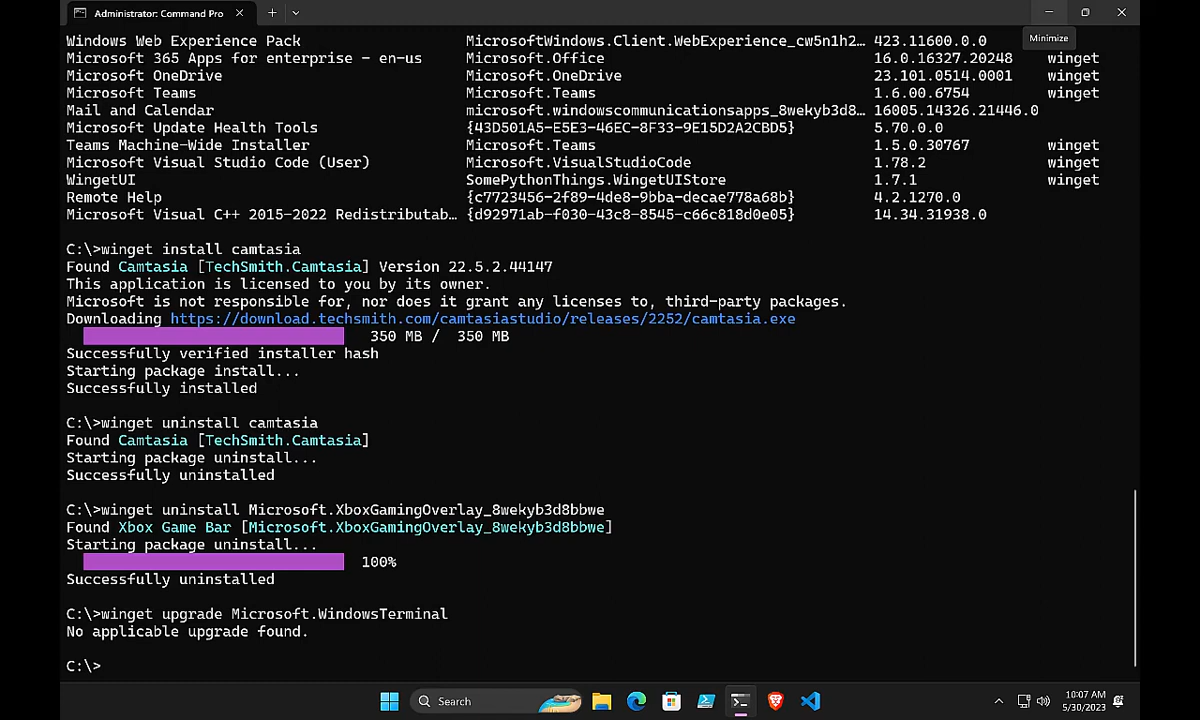 Administrator: Command Pro
Minimize
Windows Web Experience Pack MicrosoftWindows.Client.WebExperience_cw5n1h2… 423.11600.0.0
Microsoft 365 Apps for enterprise - en-us Microsoft.Office 16.0.16327.20248 winget
Microsoft OneDrive Microsoft.OneDrive 23.101.0514.0001 winget
Microsoft Teams Microsoft.Teams 1.6.00.6754 winget
Mail and Calendar microsoft.windowscommunicationsapps_8wekyb3d8… 16005.14326.21446.0
Microsoft Update Health Tools {43D501A5-E5E3-46EC-8F33-9E15D2A2CBD5} 5.70.0.0
Teams Machine-Wide Installer Microsoft.Teams 1.5.0.30767 winget
Microsoft Visual Studio Code (User) Microsoft.VisualStudioCode 1.78.2 winget
WingetUI SomePythonThings.WingetUIStore 1.7.1 winget
Remote Help {c7723456-2f89-4de8-9bba-decae778a68b} 4.2.1270.0
Microsoft Visual C++ 2015-2022 Redistributab… {d92971ab-f030-43c8-8545-c66c818d0e05} 14.34.31938.0
C:\>winget install camtasia
Found Camtasia [TechSmith.Camtasia] Version 22.5.2.44147
This application is licensed to you by its owner.
Microsoft is not responsible for, nor does it grant any licenses to, third-party packages.
Downloading https://download.techsmith.com/camtasiastudio/releases/2252/camtasia.exe
350 MB / 350 MB
Successfully verified installer hash
Starting package install...
Successfully installed
C:\>winget uninstall camtasia
Found Camtasia [TechSmith.Camtasia]
Starting package uninstall...
Successfully uninstalled
C:\>winget uninstall Microsoft.XboxGamingOverlay_8wekyb3d8bbwe
Found Xbox Game Bar [Microsoft.XboxGamingOverlay_8wekyb3d8bbwe]
Starting package uninstall...
100%
Successfully uninstalled
C:\>winget upgrade Microsoft.WindowsTerminal
No applicable upgrade found.
C:\>
Search
10:07 AM
5/30/2023